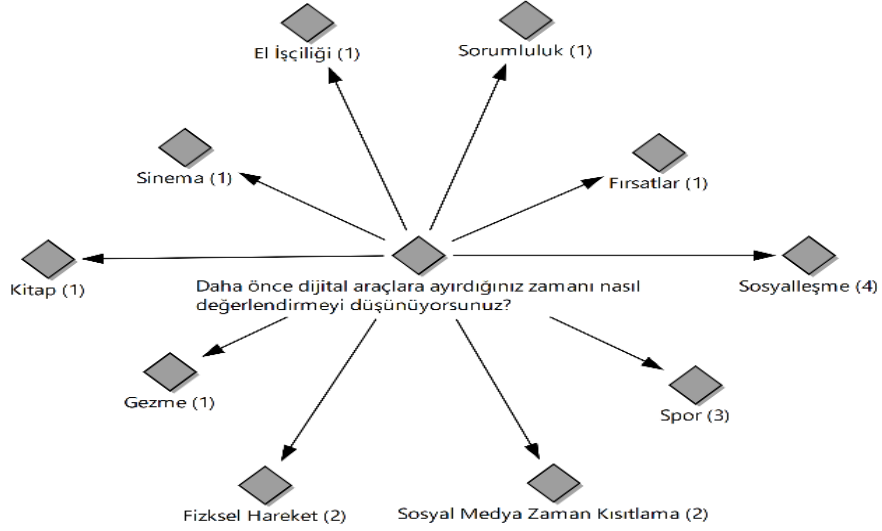 El İşçiliği (1)
Sorumluluk (1)
Sinema (1)
Fırsatlar (1)
Kitap (1)
Daha önce dijital araçlara ayırdığınız zamanı nasıl
değerlendirmeyi düşünüyorsunuz?
Sosyalleşme (4)
Gezme (1)
Spor (3)
Fizksel Hareket (2)
Sosyal Medya Zaman Kısıtlama (2)